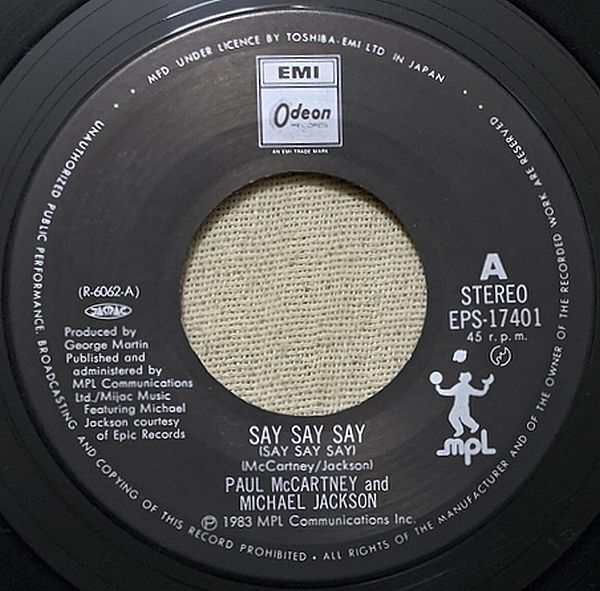 MFD UNDER LICENCE BY TOSHIBA-EMI LTD IN JAPAN
EMI
Odeon
RECORDS
AN EMI TRADE MARK
(R-6062-A)
JASRAC
Produced by
George Martin
Published and
administered by
MPL Communications
Ltd./Mijac Music
Featuring Michael
Jackson courtesy
of Epic Records
A
STEREO
EPS-17401
45 r.p.m.
mpL
SAY SAY SAY
(SAY SAY SAY)
(McCartney/Jackson)
PAUL McCARTNEY and
MICHAEL JACKSON
Ⓟ 1983 MPL Communications Inc.
UNAUTHORIZED PUBLIC PERFORMANCE, BROADCASTING AND COPYING OF THIS RECORD PROHIBITED • ALL RIGHTS OF THE MANUFACTURER AND OF THE OWNER OF THE RECORDED WORK ARE RESERVED